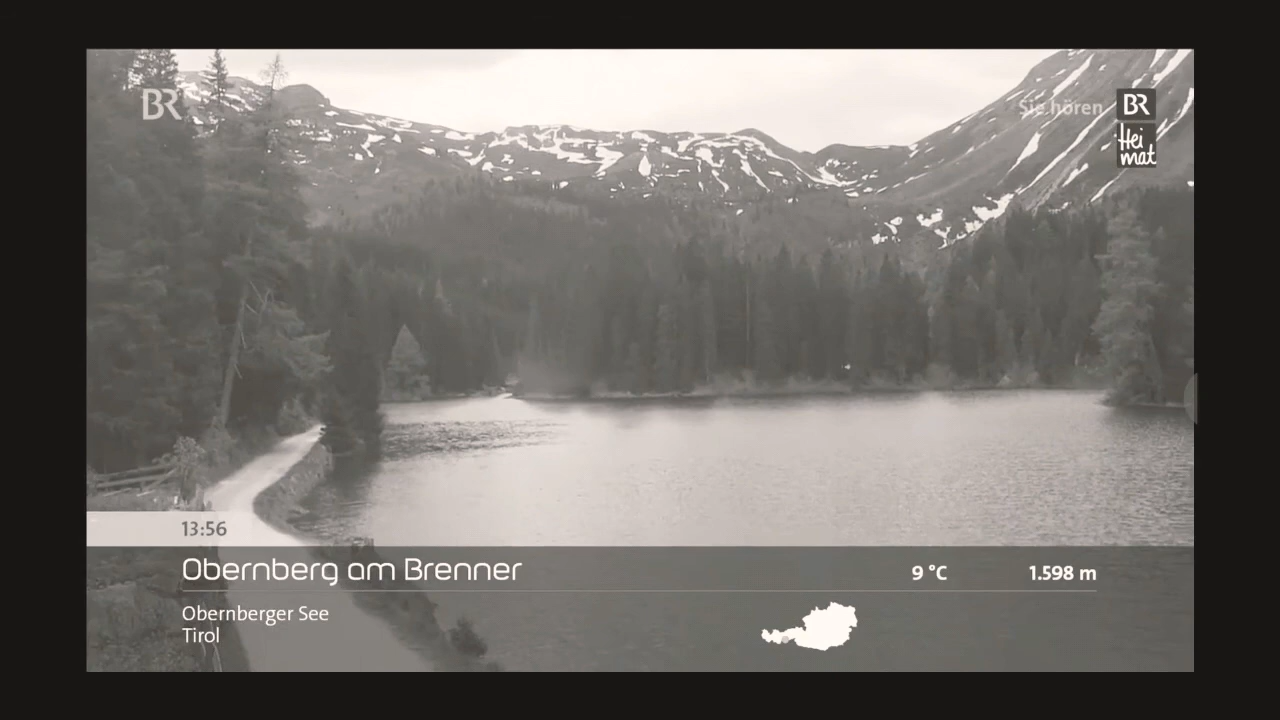 BR
Sie hören BR
Hei
mat
13:56
Obernberg am Brenner 9 °C 1.598 m
Obernberger See
Tirol